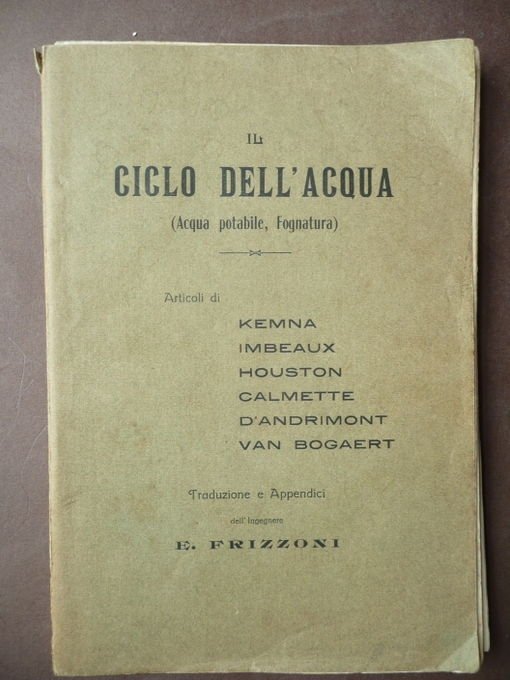 IL
CICLO DELL'ACQUA
(Acqua potabile, Fognatura)
Articoli di
KEMNA
IMBEAUX
HOUSTON
CALMETTE
D'ANDRIMONT
VAN BOGAERT
Traduzione e Appendici
dell'Ingegnere
E. FRIZZONI